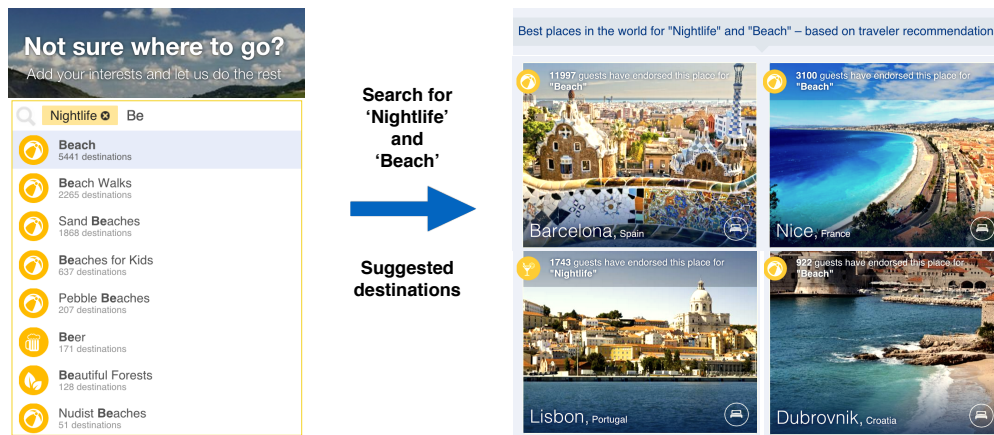 Not sure where to go?
Add your interests and let us do the rest
Nightlife Be
Beach
5441 destinations
Beach Walks
2265 destinations
Sand Beaches
1868 destinations
Beaches for Kids
637 destinations
Pebble Beaches
207 destinations
Beer
171 destinations
Beautiful Forests
128 destinations
Nudist Beaches
51 destinations
Search for
‘Nightlife’
and
‘Beach’
Suggested
destinations
Best places in the world for "Nightlife" and "Beach" – based on traveler recommendation
11997 guests have endorsed this place for
"Beach"
Barcelona, Spain
3100 guests have endorsed this place for
"Beach"
Nice, France
1743 guests have endorsed this place for
"Nightlife"
Lisbon, Portugal
922 guests have endorsed this place for
"Beach"
Dubrovnik, Croatia